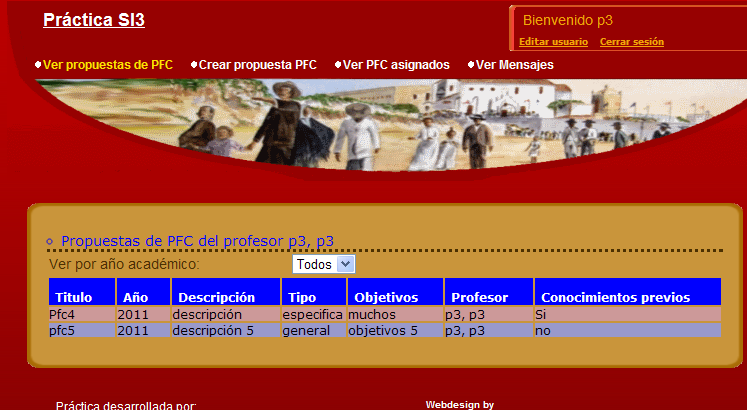 Práctica SI3
Bienvenido p3
Editar usuario Cerrar sesión
Ver propuestas de PFC Crear propuesta PFC Ver PFC asignados Ver Mensajes
Propuestas de PFC del profesor p3, p3
Ver por año académico: Todos
Titulo Año Descripción Tipo Objetivos Profesor Conocimientos previos
Pfc4 2011 descripción especifica muchos p3, p3 Si
pfc5 2011 descripción 5 general objetivos 5 p3, p3 no
Práctica desarrollada por: Webdesign by